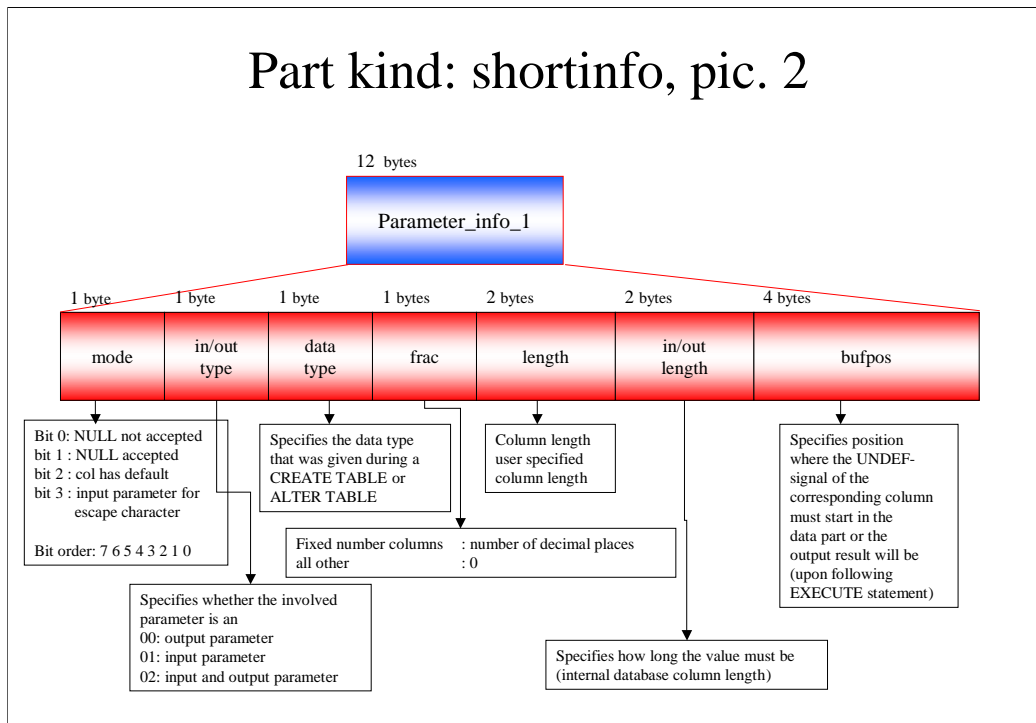 Part kind: shortinfo, pic. 2
12 bytes
Parameter_info_1
1 byte
1 byte
1 byte
1 bytes
2 bytes
2 bytes
4 bytes
mode
in/out
type
data
type
frac
length
in/out
length
bufpos
Bit 0: NULL not accepted
bit 1 : NULL accepted
bit 2 : col has default
bit 3 : input parameter for
escape character
Bit order: 7 6 5 4 3 2 1 0
Specifies the data type
that was given during a
CREATE TABLE or
ALTER TABLE
Column length
user specified
column length
Specifies position
where the UNDEF-
signal of the
corresponding column
must start in the
data part or the
output result will be
(upon following
EXECUTE statement)
Fixed number columns : number of decimal places
all other : 0
Specifies whether the involved
parameter is an
00: output parameter
01: input parameter
02: input and output parameter
Specifies how long the value must be
(internal database column length)